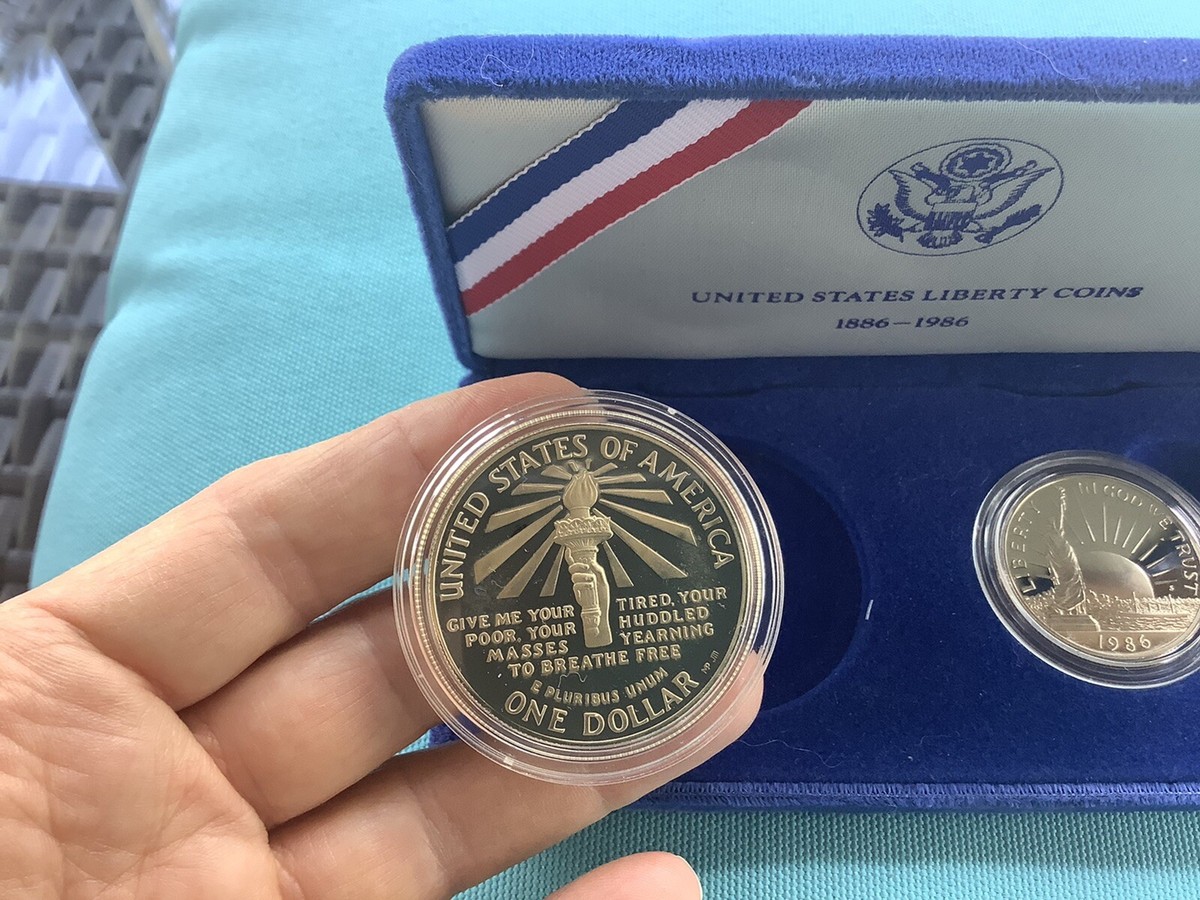 UNITED STATES LIBERTY COINS
1886–1986
UNITED STATES OF AMERICA
GIVE ME YOUR TIRED, YOUR
POOR, YOUR HUDDLED
MASSES YEARNING
TO BREATHE FREE
E PLURIBUS UNUM
ONE DOLLAR
LIBERTY
IN GOD WE TRUST
1986